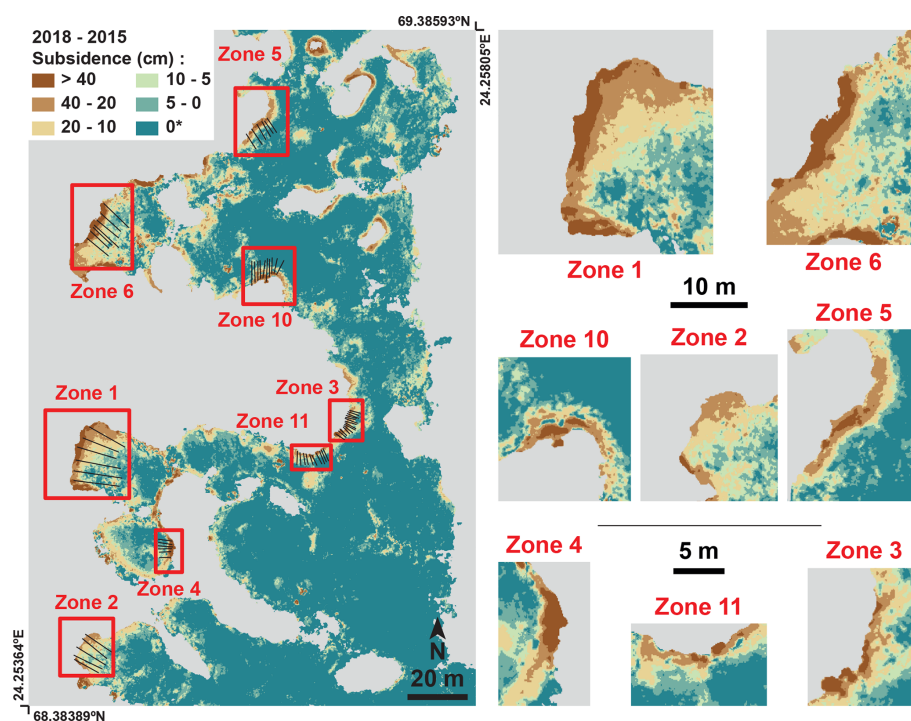 69.38593ºN
24.25805ºE
2018 - 2015
Subsidence (cm) :
> 40
10 - 5
40 - 20
5 - 0
20 - 10
0*
Zone 5
Zone 6
Zone 10
Zone 1
Zone 3
Zone 11
Zone 4
Zone 2
N
20 m
24.25364ºE
68.38389ºN
Zone 1
Zone 6
10 m
Zone 10
Zone 2
Zone 5
Zone 4
5 m
Zone 3
Zone 11